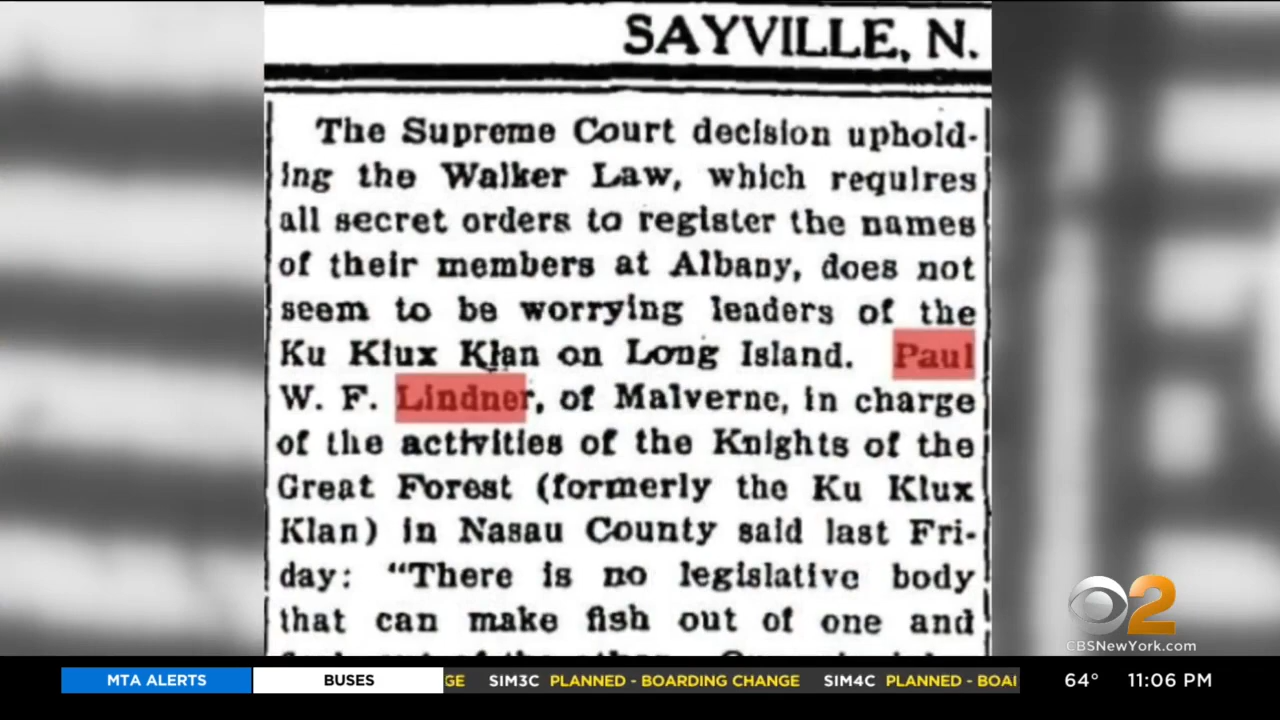 SAYVILLE, N.
The Supreme Court decision uphold-
ing the Walker Law, which requires
all secret orders to register the names
of their members at Albany, does not
seem to be worrying leaders of the
Ku Klux Klan on Long Island. Paul
W. F. Lindner, of Malverne, in charge
of the activities of the Knights of the
Great Forest (formerly the Ku Klux
Klan) in Nasau County said last Fri-
day: "There is no legislative body
that can make fish out of one and
2
CBSNewYork.com
MTA ALERTS BUSES GE SIM3C PLANNED - BOARDING CHANGE SIM4C PLANNED - BOAI 64° 11:06 PM